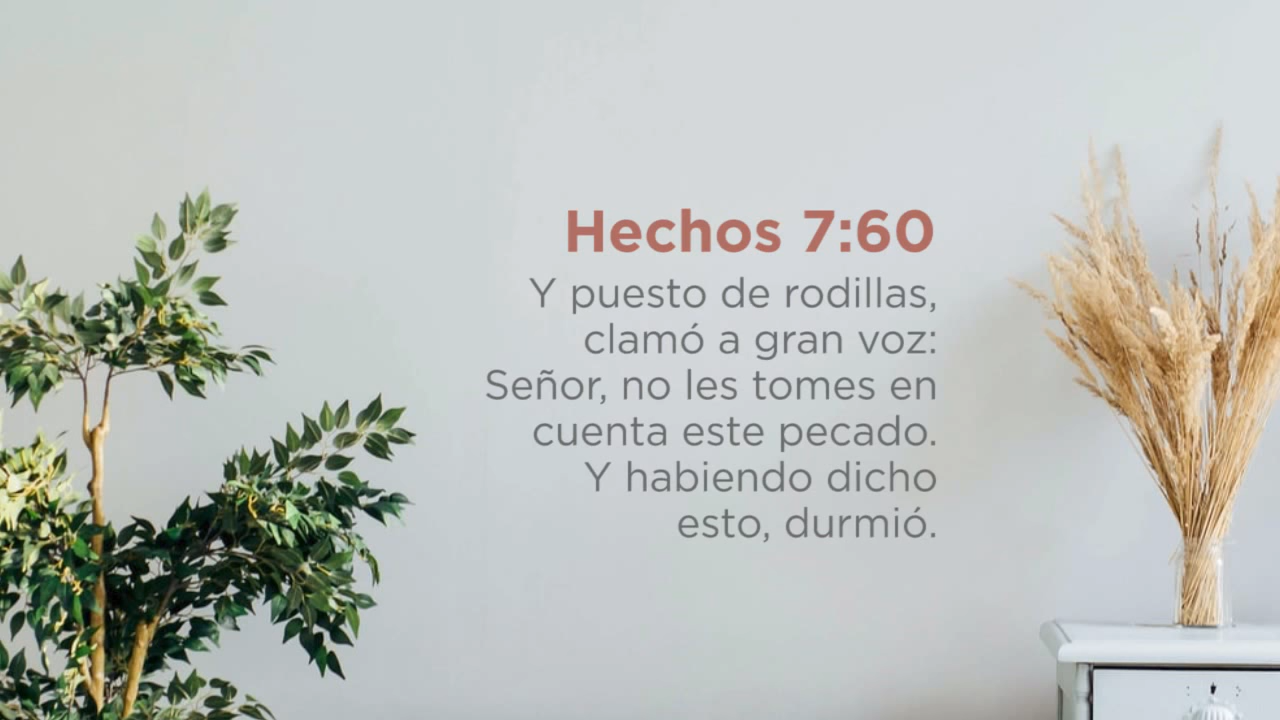 Hechos 7:60
Y puesto de rodillas,
clamó a gran voz:
Señor, no les tomes en
cuenta este pecado.
Y habiendo dicho
esto, durmió.